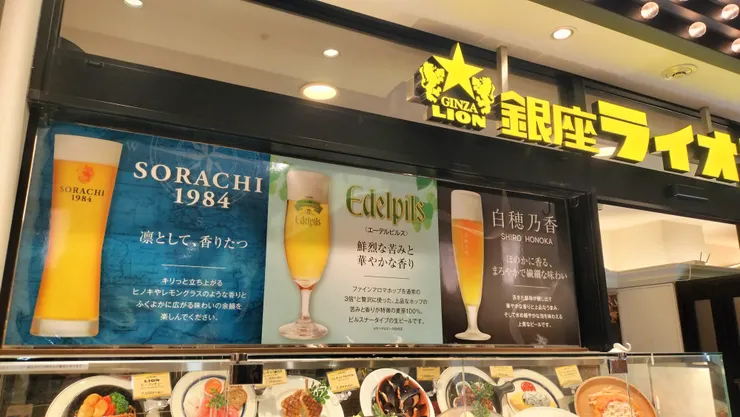 GINZA
LION
銀座ライオ
SORACHI
1984
SORACHI
1984
凛として、香りたつ
キリっと立ち上がる
ヒノキやレモングラスのような香りと
ふくよかに広がる味わいの余韻を
楽しんでください。
Edelpils
Edelpils
〈エーデルピルス〉
鮮烈な苦みと
華やかな香り
ファインアロマホップを通常の
3倍*と贅沢に使った、上品なホップの
苦みと香りが特徴の麦芽100%、
ピルスナータイプの生ビールです。
白穂乃香
SHIRO HONOKA
ほのかに香る、
まろやかで繊細な味わい
上質なビールです。
LION